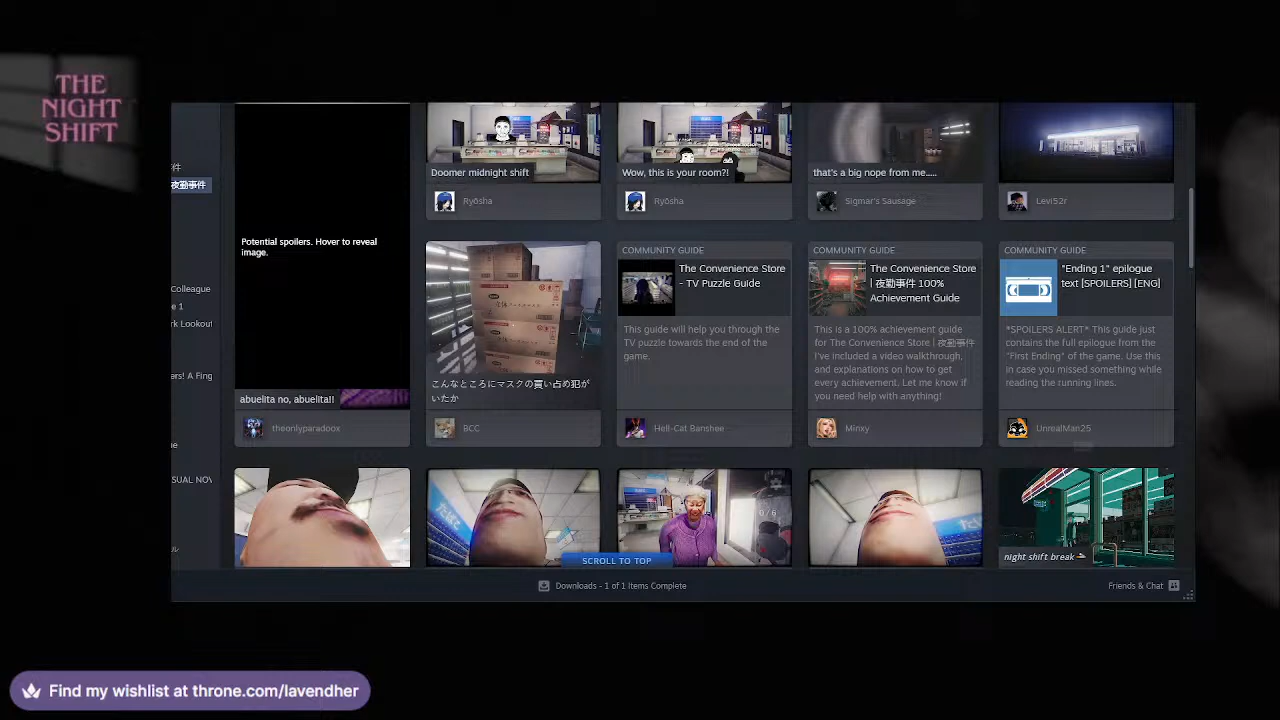 THE
NIGHT
SHIFT
事件
夜勤事件
Colleague
e 1
rk Lookout
ers! A Fing
ne
SUAL NOV
ル
Potential spoilers. Hover to reveal
image.
abuelita no, abuelita!!
theonlyparadoox
Doomer midnight shift
Ryōsha
Wow, this is your room?!
Ryōsha
that's a big nope from me.....
Sigmar's Sausage
Levi52r
こんなところにマスクの買い占め犯が
いたか
BCC
COMMUNITY GUIDE
The Convenience Store
- TV Puzzle Guide
This guide will help you through the
TV puzzle towards the end of the
game.
Hell-Cat Banshee
COMMUNITY GUIDE
The Convenience Store
| 夜勤事件 100%
Achievement Guide
This is a 100% achievement guide
for The Convenience Store | 夜勤事件
I've included a video walkthrough,
and explanations on how to get
every achievement. Let me know if
you need help with anything!
Minxy
COMMUNITY GUIDE
"Ending 1" epilogue
text [SPOILERS] [ENG]
*SPOILERS ALERT* This guide just
contains the full epilogue from the
"First Ending" of the game. Use this
in case you missed something while
reading the running lines.
UnrealMan25
たばこ
0/6
night shift break
SCROLL TO TOP
Downloads - 1 of 1 Items Complete
Friends & Chat
Find my wishlist at throne.com/lavendher